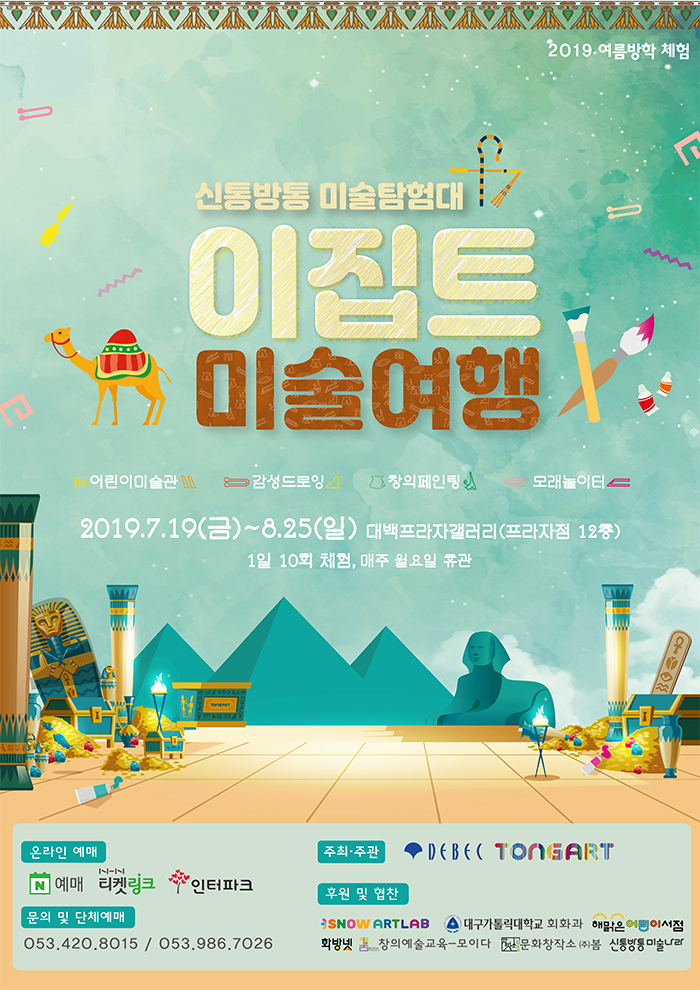 2019 여름방학 체험
신통방통 미술탐험대
이집트
미술여행
어린이미술관 감성드로잉 창의페인팅 모래놀이터
2019.7.19(금)~8.25(일) 대백프라자갤러리(프라자점 12층)
1일 10회 체험, 매주 월요일 휴관
TONGART
온라인 예매
N 예매 티켓링크 인터파크
문의 및 단체예매
053.420.8015 / 053.986.7026
주최·주관 DEBEC TONGART
후원 및 협찬
SNOW ARTLAB 대구가톨릭대학교 회화과 해맑은어린이서점
화방넷 창의예술교육-모이다 문화창작소㈜봄 신통방통미술나라